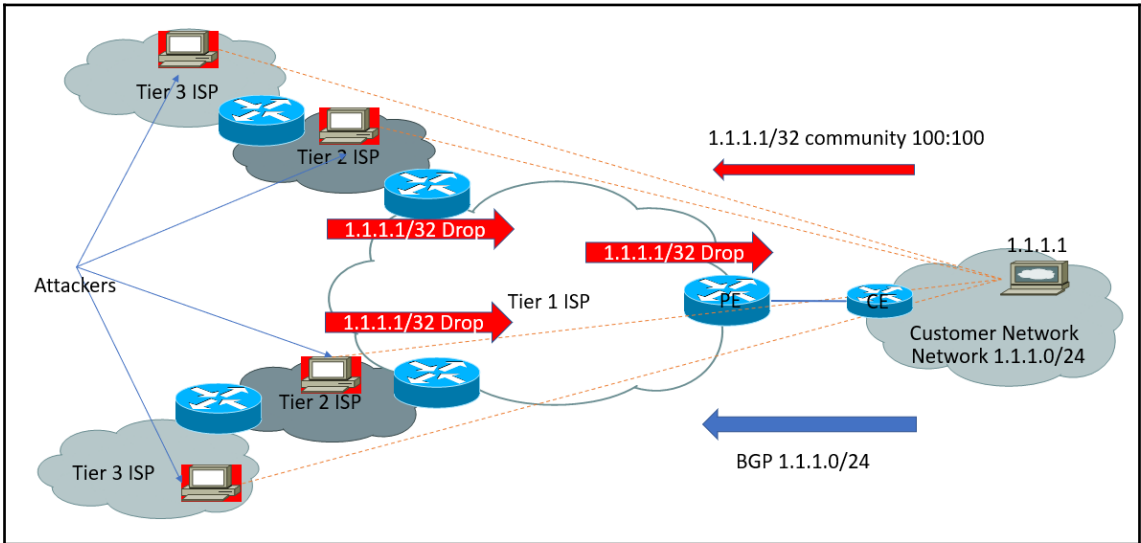 Tier 3 ISP
Tier 2 ISP
1.1.1.1/32 community 100:100
1.1.1.1/32 Drop
1.1.1.1/32 Drop
1.1.1.1
Attackers
Tier 1 ISP
PE
CE
1.1.1.1/32 Drop
Customer Network
Network 1.1.1.0/24
Tier 2 ISP
Tier 3 ISP
BGP 1.1.1.0/24